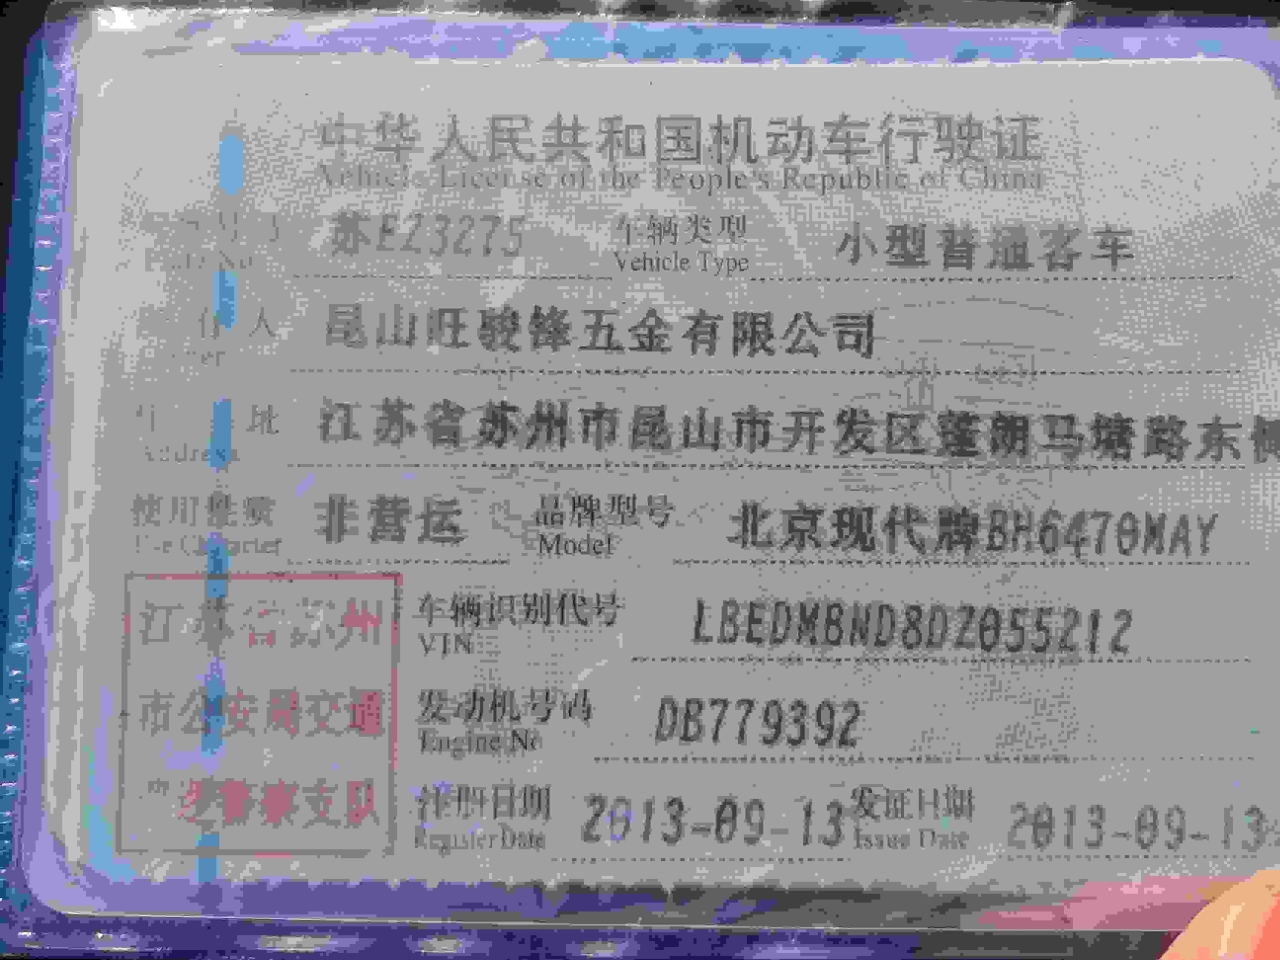 中华人民共和国机动车行驶证
Vehicle License of the People's Republic of China
苏EZ3275 车辆类型 小型普通客车
Vehicle Type
人 昆山旺骏锋五金有限公司
址 江苏省苏州市昆山市开发区蓬朗马塘路东侧
Address
使用性质 非营运 品牌型号 北京现代牌BH6470MAY
Use Character Model
车辆识别代号 LBEDMBND8DZ055212
VIN
发动机号码 DB779392
Engine No
注册日期 2013-09-13 发证日期 2013-09-13
Register Date Issue Date
江苏省苏州
市公安局交通
警察支队